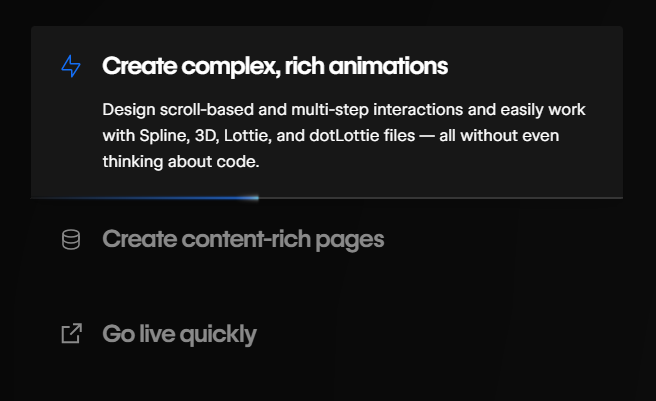 Create complex, rich animations
Design scroll-based and multi-step interactions and easily work
with Spline, 3D, Lottie, and dotLottie files — all without even
thinking about code.
Create content-rich pages
Go live quickly